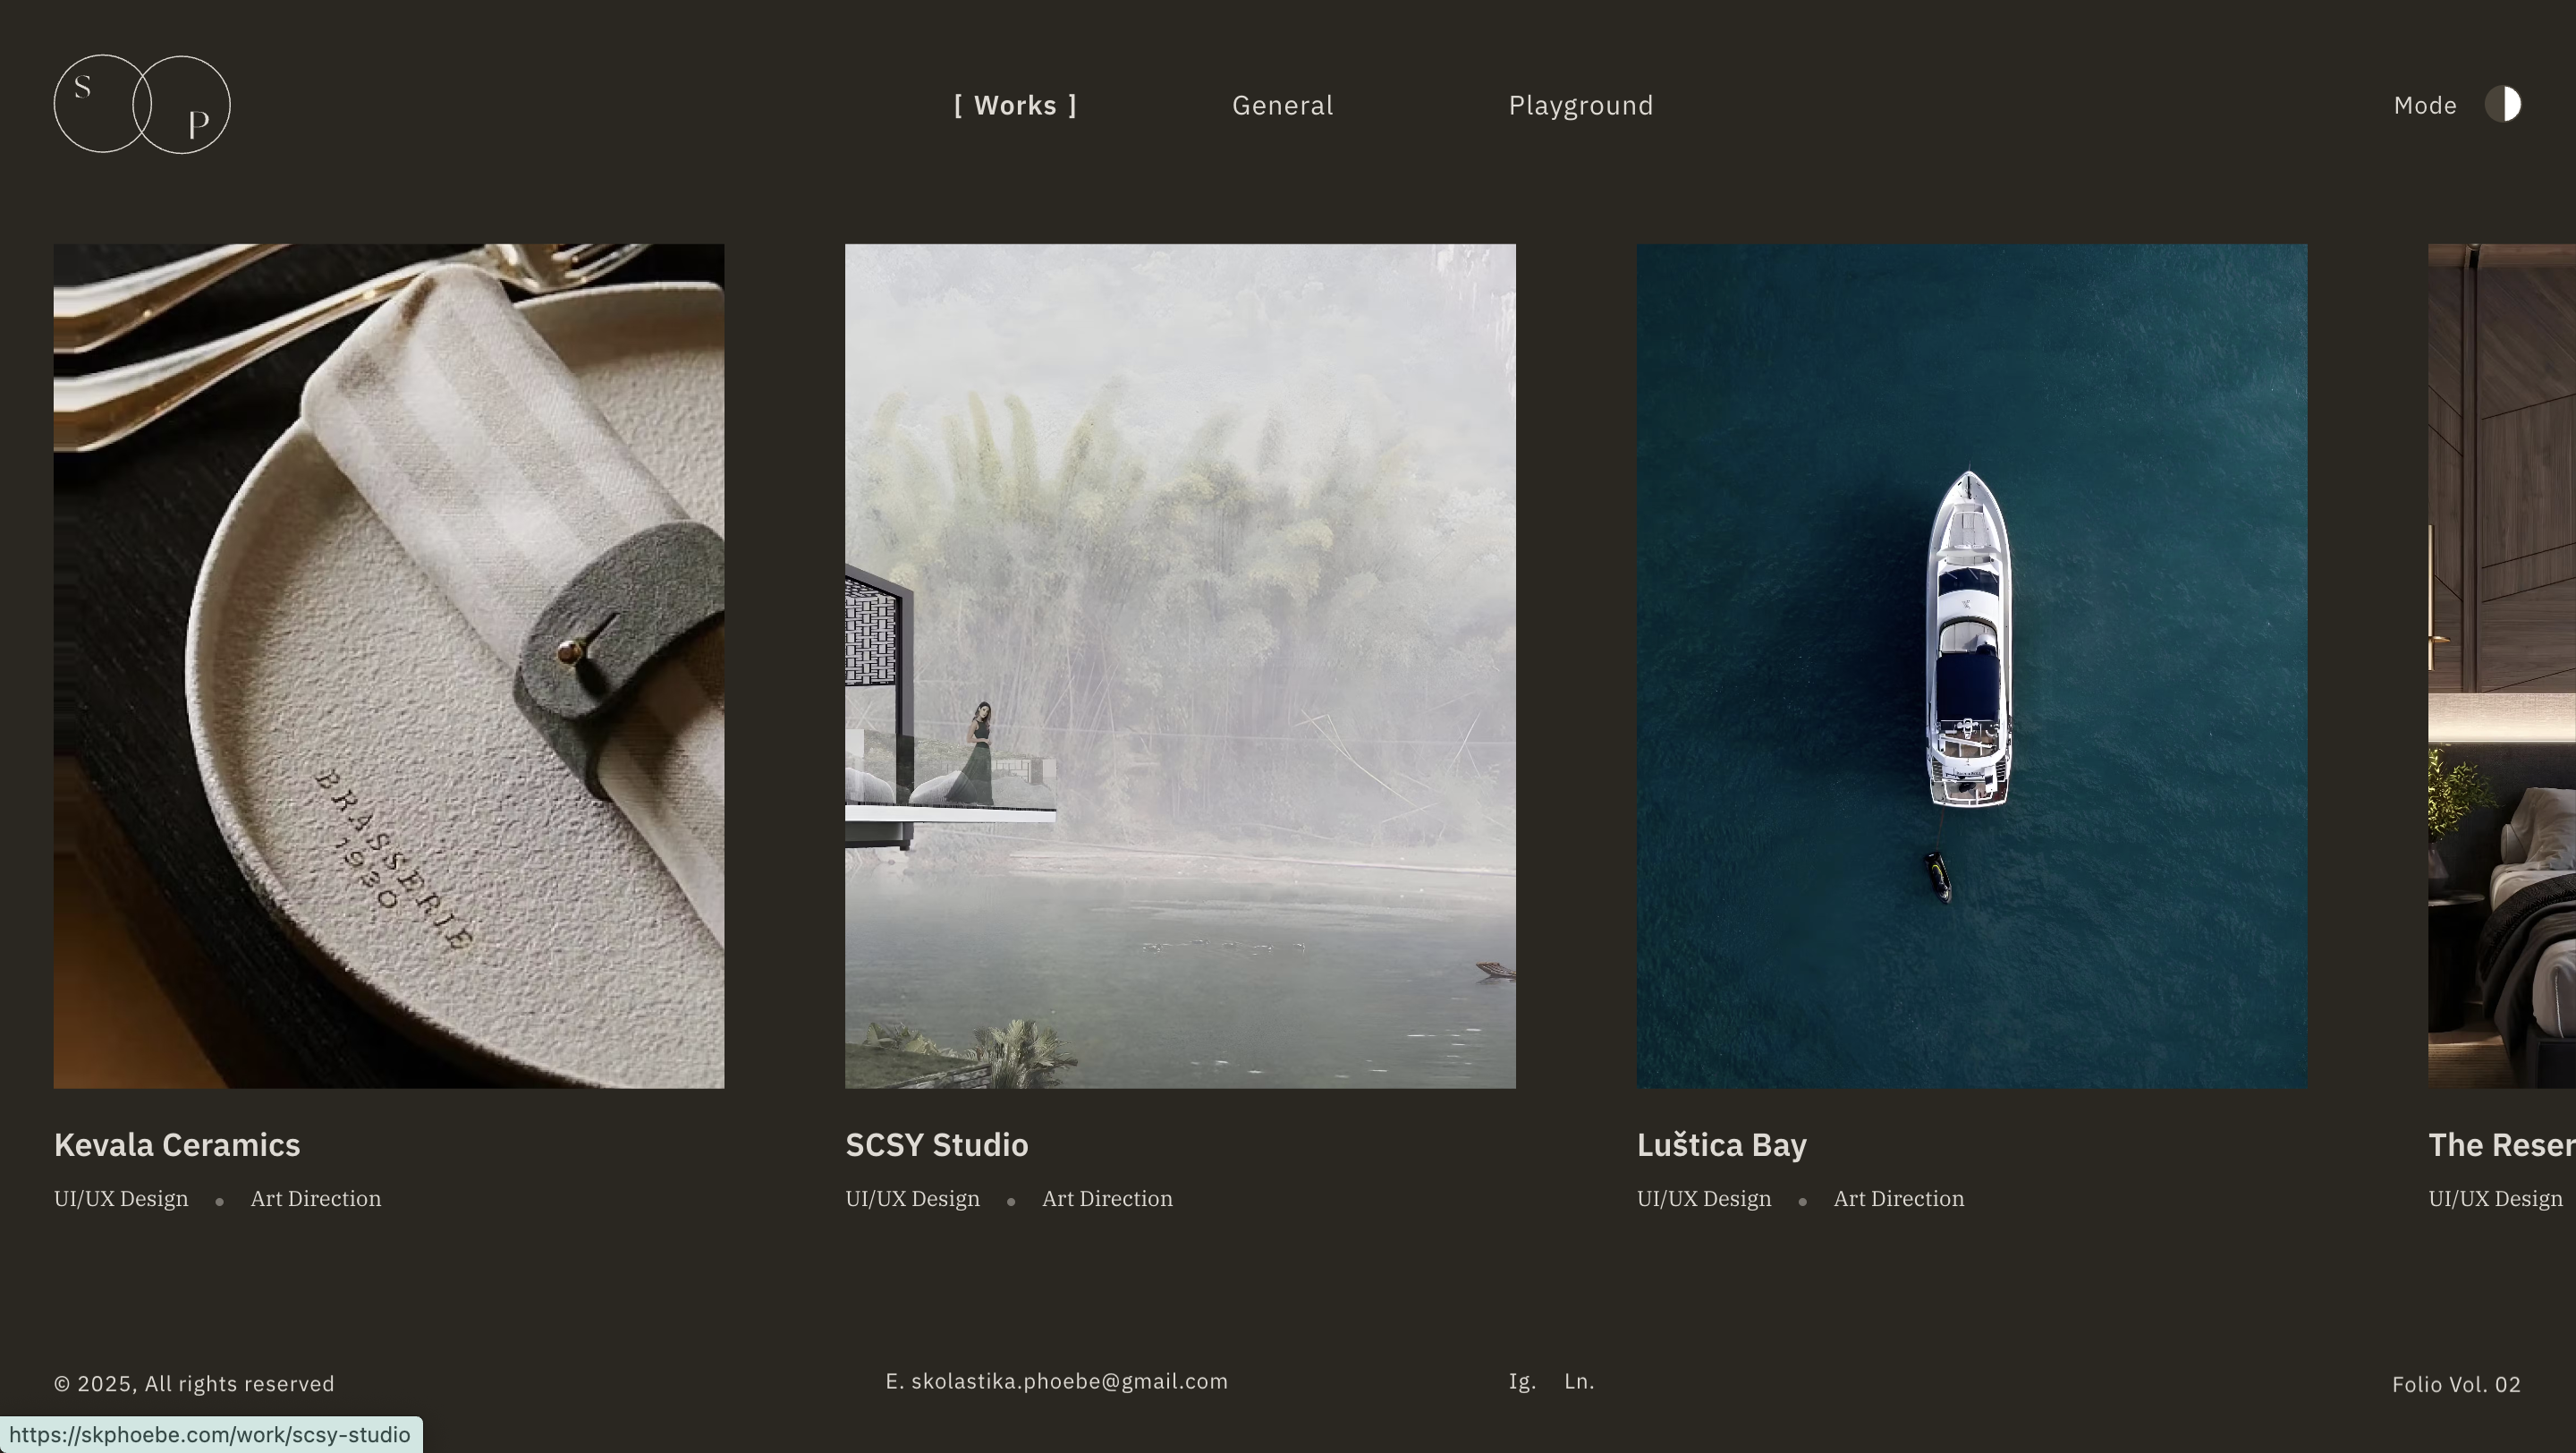 S
P
[ Works ]
General
Playground
Mode
BRASSERIE
1930
Kevala Ceramics
UI/UX Design • Art Direction
SCSY Studio
UI/UX Design • Art Direction
Luštica Bay
UI/UX Design • Art Direction
The Reser
UI/UX Design
© 2025, All rights reserved
E. skolastika.phoebe@gmail.com
Ig.
Ln.
Folio Vol. 02
https://skphoebe.com/work/scsy-studio